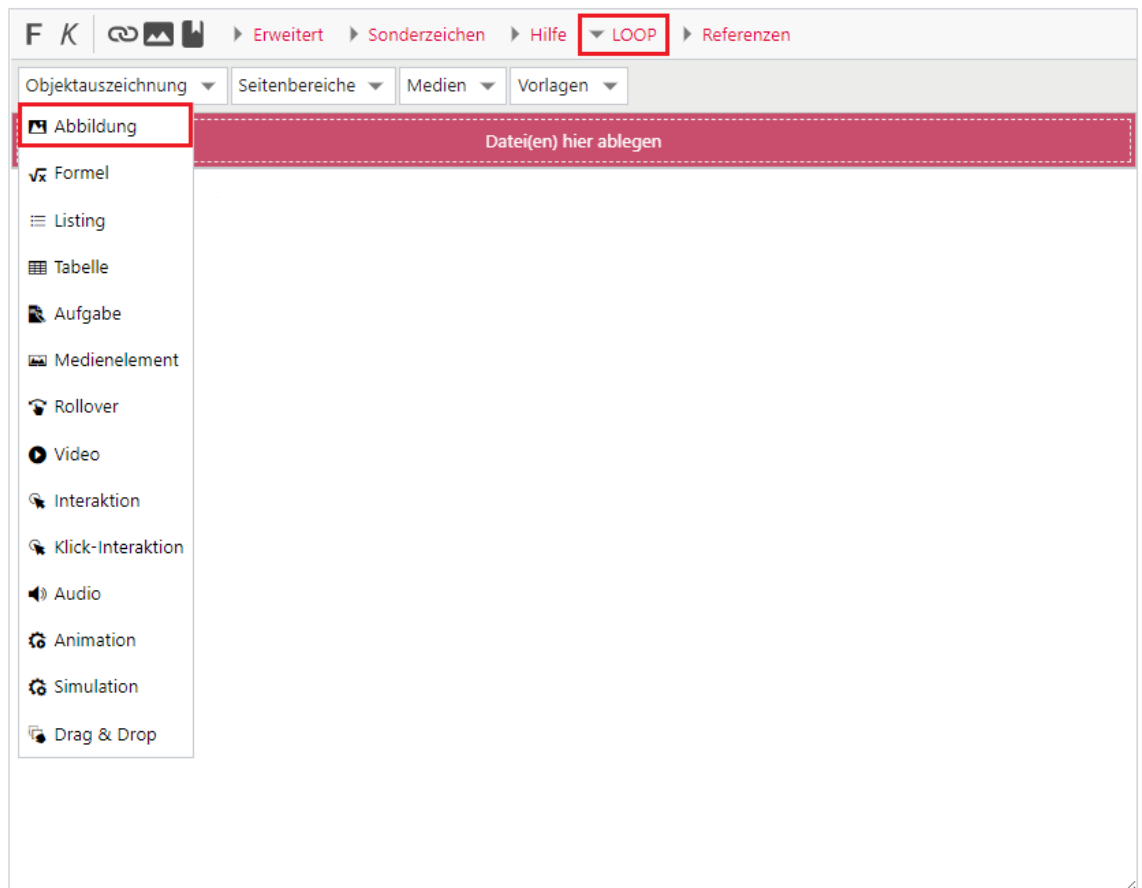 F K Erweitert Sonderzeichen Hilfe LOOP Referenzen
Objektauszeichnung Seitenbereiche Medien Vorlagen
Datei(en) hier ablegen
Abbildung
Formel
Listing
Tabelle
Aufgabe
Medienelement
Rollover
Video
Interaktion
Klick-Interaktion
Audio
Animation
Simulation
Drag & Drop